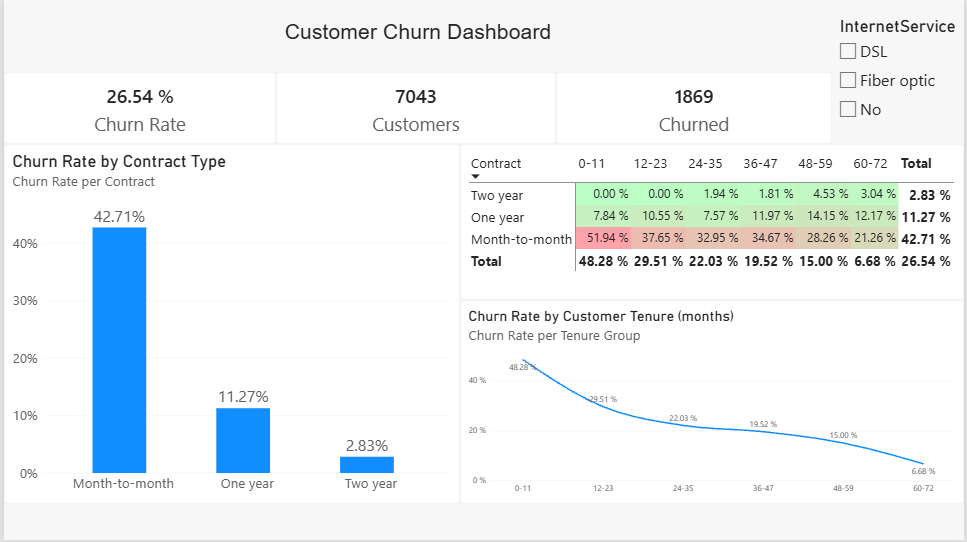 Customer Churn Dashboard
InternetService
DSL
Fiber optic
No
26.54 %
Churn Rate
7043
Customers
1869
Churned
Churn Rate by Contract Type
Churn Rate per Contract
42.71%
11.27%
2.83%
40%
30%
20%
10%
0%
Month-to-month One year Two year
Contract 0-11 12-23 24-35 36-47 48-59 60-72 Total
Two year 0.00 % 0.00 % 1.94 % 1.81 % 4.53 % 3.04 % 2.83 %
One year 7.84 % 10.55 % 7.57 % 11.97 % 14.15 % 12.17 % 11.27 %
Month-to-month 51.94 % 37.65 % 32.95 % 34.67 % 28.26 % 21.26 % 42.71 %
Total 48.28 % 29.51 % 22.03 % 19.52 % 15.00 % 6.68 % 26.54 %
Churn Rate by Customer Tenure (months)
Churn Rate per Tenure Group
48.28 %
29.51 %
22.03 %
19.52 %
15.00 %
6.68 %
40 %
20 %
0 %
0-11 12-23 24-35 36-47 48-59 60-72